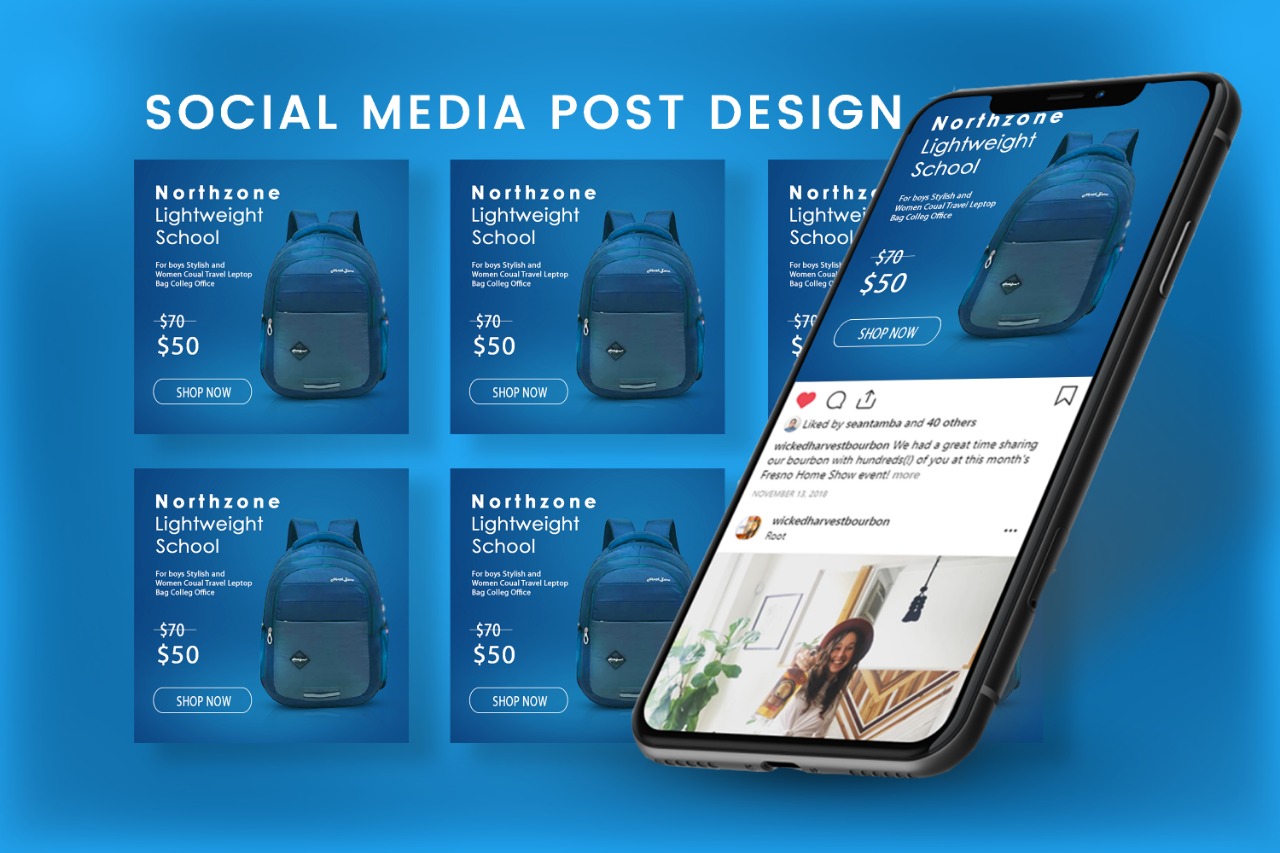 SOCIAL MEDIA POST DESIGN
Northzone
Lightweight
School
For boys Stylish and
Women Coual Travel Leptop
Bag Colleg Office
$70
$50
SHOP NOW
Northzone
Lightweight
School
For boys Stylish and
Women Coual Travel Leptop
Bag Colleg Office
$70
$50
SHOP NOW
Northz
Lightwei
School
For boys Stylish and
Women Cou
Bag Colleg
$70
$
Northzone
Lightweight
School
For boys Stylish and
Women Coual Travel Leptop
Bag Colleg Office
$70
$50
SHOP NOW
Northzone
Lightweight
School
For boys Stylish and
Women Coual Travel Leptop
Bag Colleg Office
$70
$50
SHOP NOW
Northzone
Lightweight
School
For boys Stylish and
Women Coual Travel Leptop
Bag Colleg Office
$70
$50
SHOP NOW
Liked by seantamba and 40 others
wickedharvestbourbon We had a great time sharing
our bourbon with hundreds(!) of you at this month's
Fresno Home Show event! more
NOVEMBER 13, 2018
wickedharvestbourbon
Root